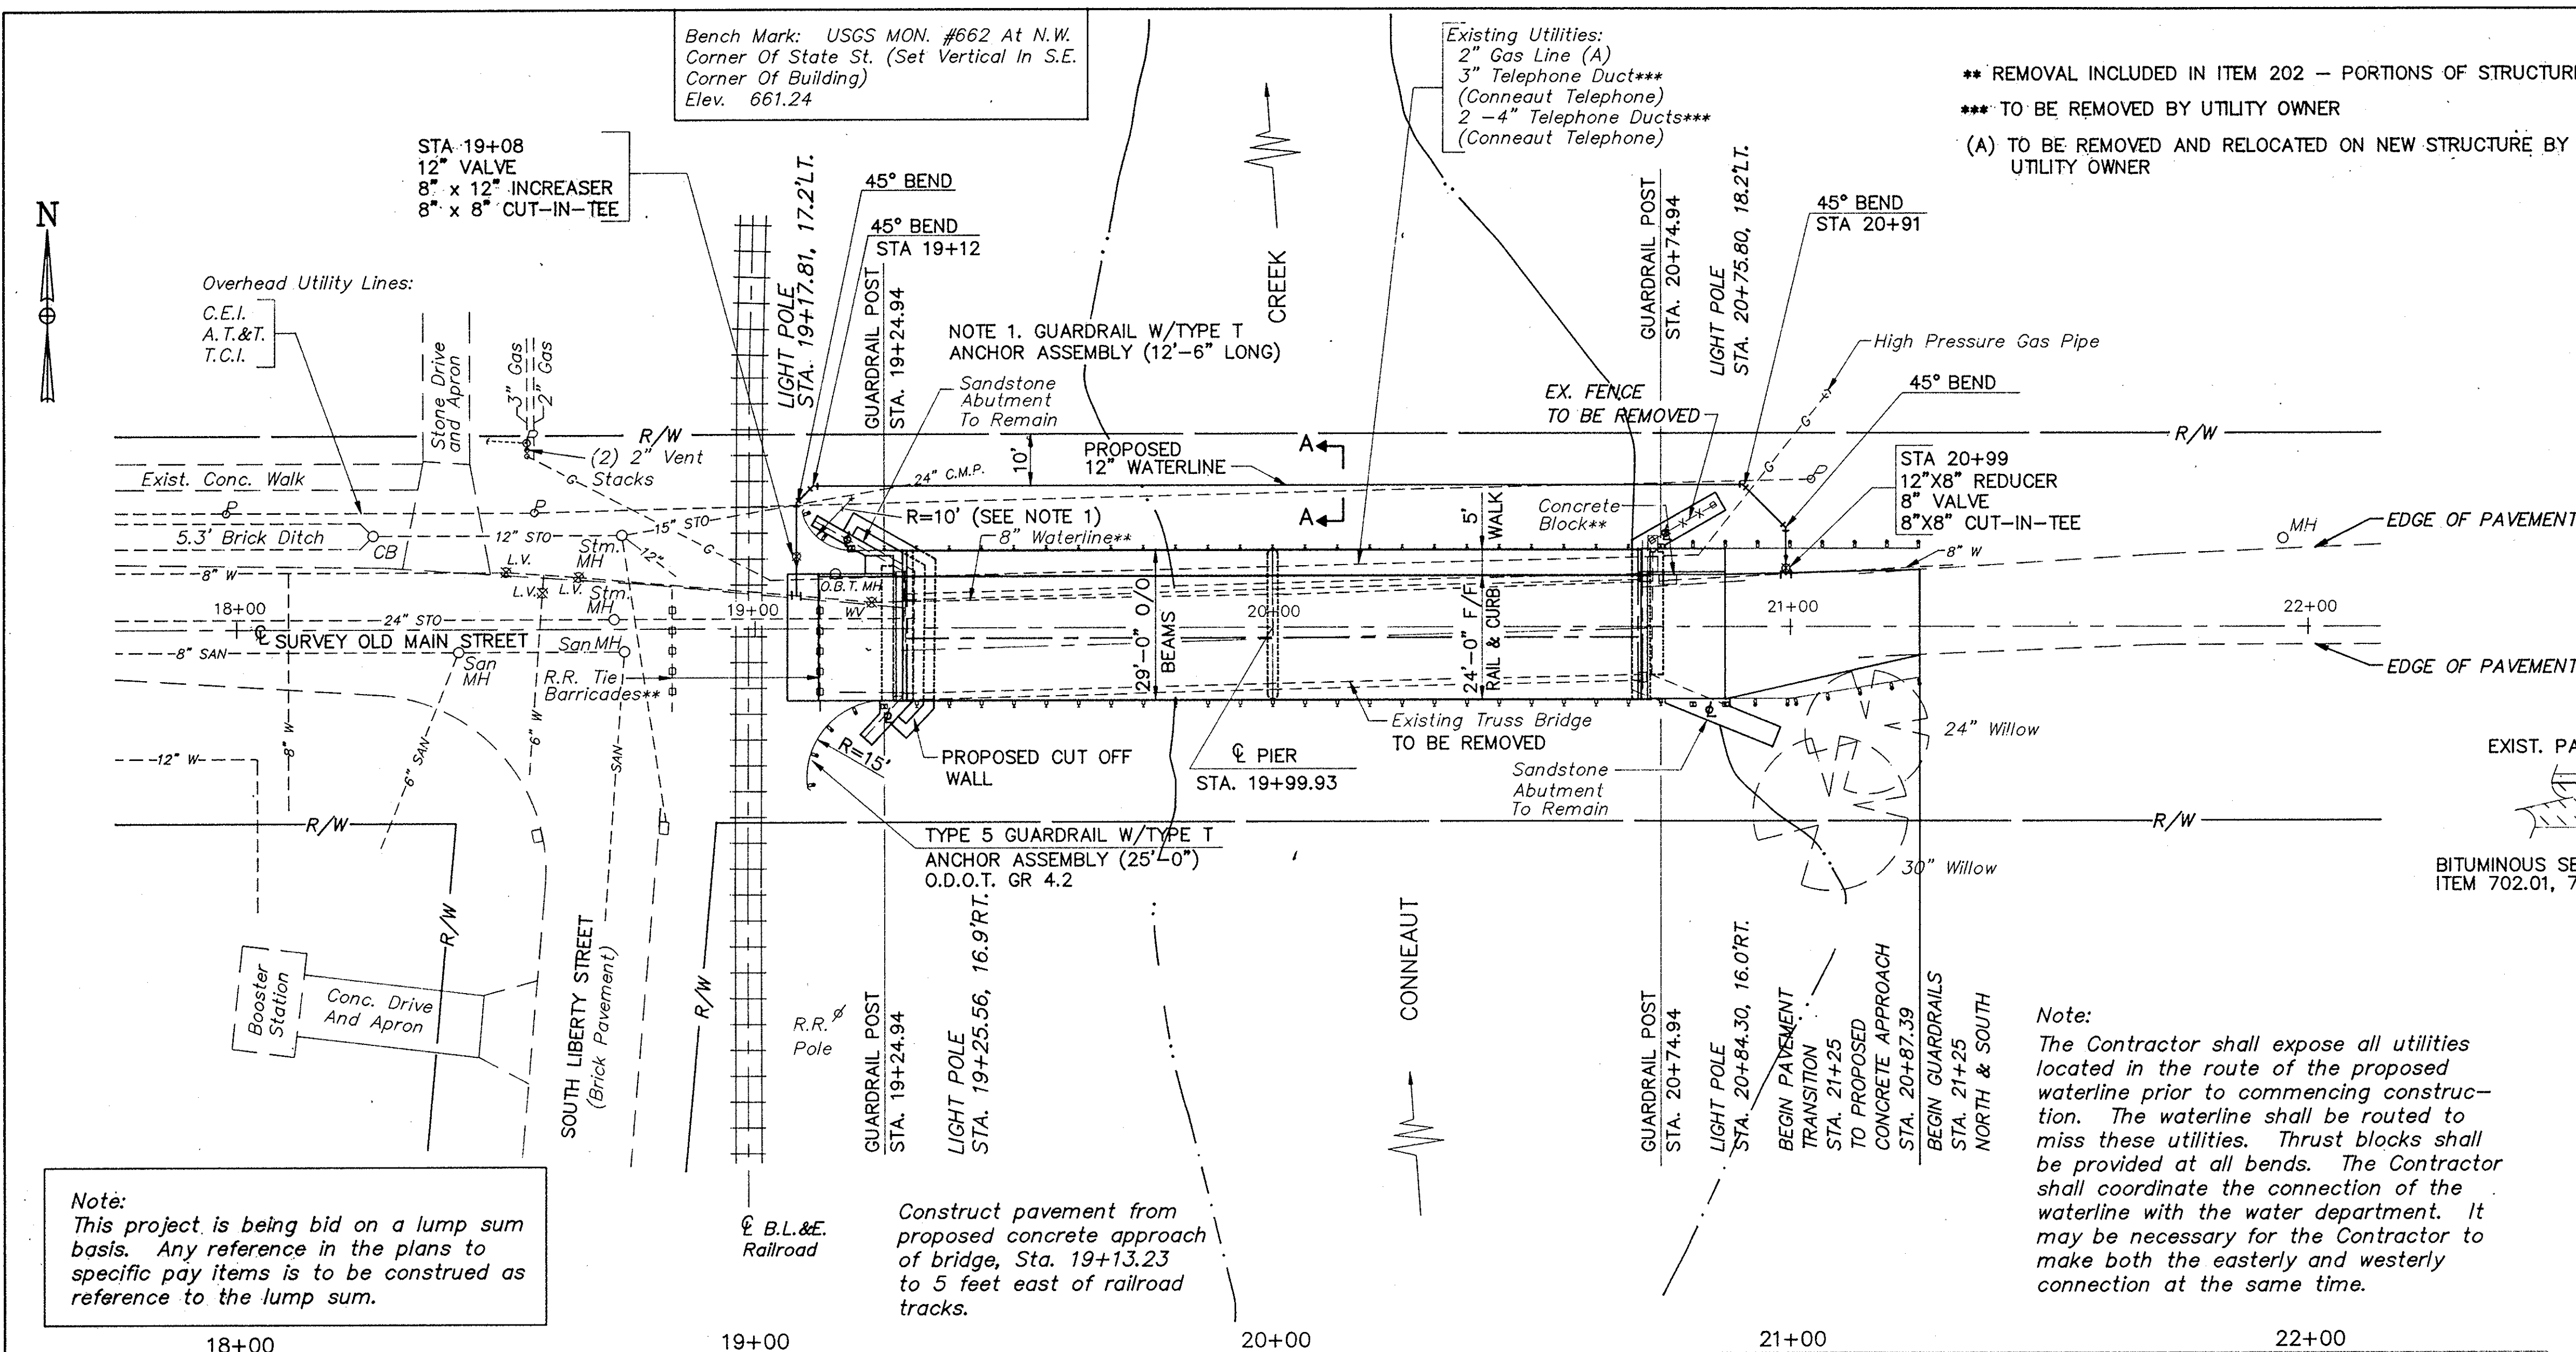 Bench Mark: USGS MON. #662 At N.W.
Corner Of State St. (Set Vertical In S.E.
Corner Of Building)
Elev. 661.24
Existing Utilities:
2" Gas Line (A)
3" Telephone Duct***
(Conneaut Telephone)
2 -4" Telephone Ducts***
(Conneaut Telephone)
** REMOVAL INCLUDED IN ITEM 202 – PORTIONS OF STRUCTURE
*** TO BE REMOVED BY UTILITY OWNER
(A) TO BE REMOVED AND RELOCATED ON NEW STRUCTURE BY
UTILITY OWNER
STA 19+08
12" VALVE
8" x 12" INCREASER
8" x 8" CUT-IN-TEE
N
LIGHT POLE
STA. 19+17.81, 17.2'LT.
45° BEND
45° BEND
STA 19+12
GUARDRAIL POST
STA. 19+24.94
CREEK
GUARDRAIL POST
STA. 20+74.94
LIGHT POLE
STA. 20+75.80, 18.2'LT.
45° BEND
STA 20+91
High Pressure Gas Pipe
45° BEND
Overhead Utility Lines:
C.E.I.
A.T.&T.
T.C.I.
Stone Drive
and Apron
3" Gas
2" Gas
NOTE 1. GUARDRAIL W/TYPE T
ANCHOR ASSEMBLY (12'-6" LONG)
Sandstone
Abutment
To Remain
EX. FENCE
TO BE REMOVED
R/W
R/W
(2) 2" Vent
Stacks
10'
PROPOSED
12" WATERLINE
A
A
24" C.M.P.
G
G
G
G
P
P
P
P
Exist. Conc. Walk
5.3' Brick Ditch
CB
12" STO
15" STO
Stm.
MH
12"
R=10' (SEE NOTE 1)
8" Waterline**
Concrete
Block**
5'
WALK
STA 20+99
12"X8" REDUCER
8" VALVE
8"X8" CUT-IN-TEE
MH
EDGE OF PAVEMENT
8" W
8" W
L.V.
L.V.
L.V.
Stm.
MH
O.B.T. MH
WV
18+00
19+00
20+00
21+00
22+00
24" STO
℄ SURVEY OLD MAIN STREET
8" SAN
San
MH
San MH
R.R. Tie
Barricades**
29'-0" O/O
BEAMS
24'-0" F/F
RAIL & CURB
EDGE OF PAVEMENT
12" W
8" W
6" SAN
6" W
SAN
R=15'
PROPOSED CUT OFF
WALL
℄ PIER
STA. 19+99.93
Existing Truss Bridge
TO BE REMOVED
Sandstone
Abutment
To Remain
24" Willow
30" Willow
EXIST. PA
BITUMINOUS SE
ITEM 702.01, 7
R/W
R/W
R/W
R/W
TYPE 5 GUARDRAIL W/TYPE T
ANCHOR ASSEMBLY (25'-0")
O.D.O.T. GR 4.2
Booster
Station
Conc. Drive
And Apron
SOUTH LIBERTY STREET
(Brick Pavement)
R.R.
Pole
GUARDRAIL POST
STA. 19+24.94
LIGHT POLE
STA. 19+25.56, 16.9'RT.
CONNEAUT
GUARDRAIL POST
STA. 20+74.94
LIGHT POLE
STA. 20+84.30, 16.0'RT.
BEGIN PAVEMENT
TRANSITION
STA. 21+25
TO PROPOSED
CONCRETE APPROACH
STA. 20+87.39
BEGIN GUARDRAILS
STA. 21+25
NORTH & SOUTH
Note:
The Contractor shall expose all utilities
located in the route of the proposed
waterline prior to commencing construc–
tion. The waterline shall be routed to
miss these utilities. Thrust blocks shall
be provided at all bends. The Contractor
shall coordinate the connection of the
waterline with the water department. It
may be necessary for the Contractor to
make both the easterly and westerly
connection at the same time.
Note:
This project is being bid on a lump sum
basis. Any reference in the plans to
specific pay items is to be construed as
reference to the lump sum.
℄ B.L.&E.
Railroad
Construct pavement from
proposed concrete approach
of bridge, Sta. 19+13.23
to 5 feet east of railroad
tracks.
18+00
19+00
20+00
21+00
22+00